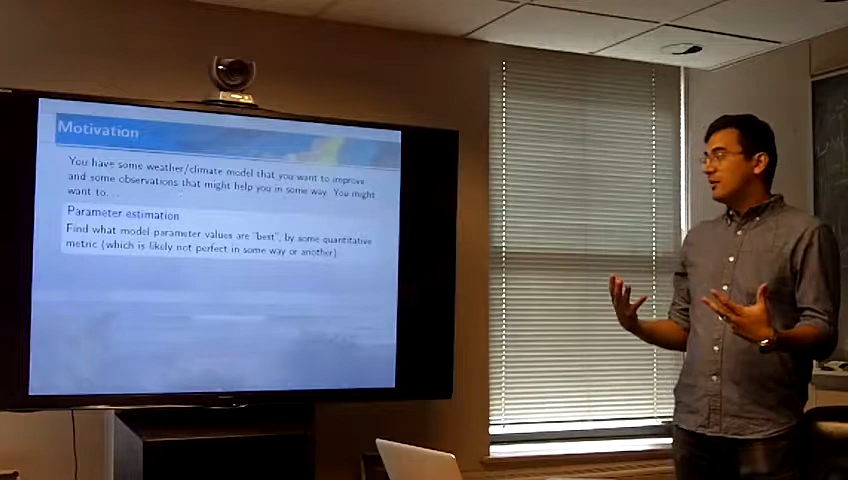 Motivation
You have some weather/climate model that you want to improve
and some observations that might help you in some way. You might
want to...
Parameter estimation
Find what model parameter values are "best", by some quantitative
metric (which is likely not perfect in some way or another)